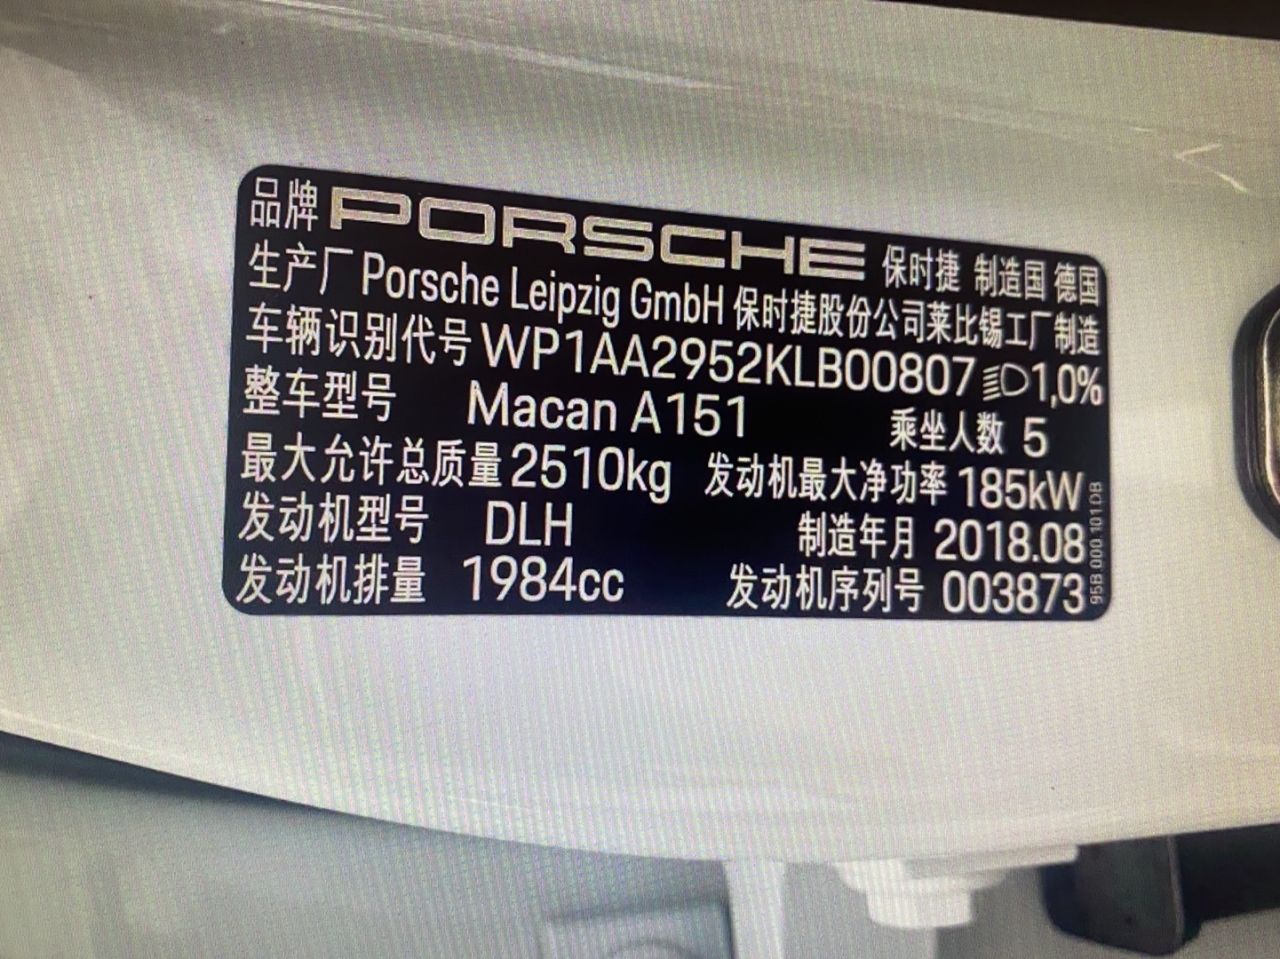 品牌 PORSCHE 保时捷 制造国 德国
生产厂 Porsche Leipzig GmbH 保时捷股份公司莱比锡工厂制造
车辆识别代号 WP1AA2952KLB00807 1,0%
整车型号 Macan A151 乘坐人数 5
最大允许总质量 2510kg 发动机最大净功率 185kW
发动机型号 DLH 制造年月 2018.08
发动机排量 1984cc 发动机序列号 003873
95B.000.101.DB